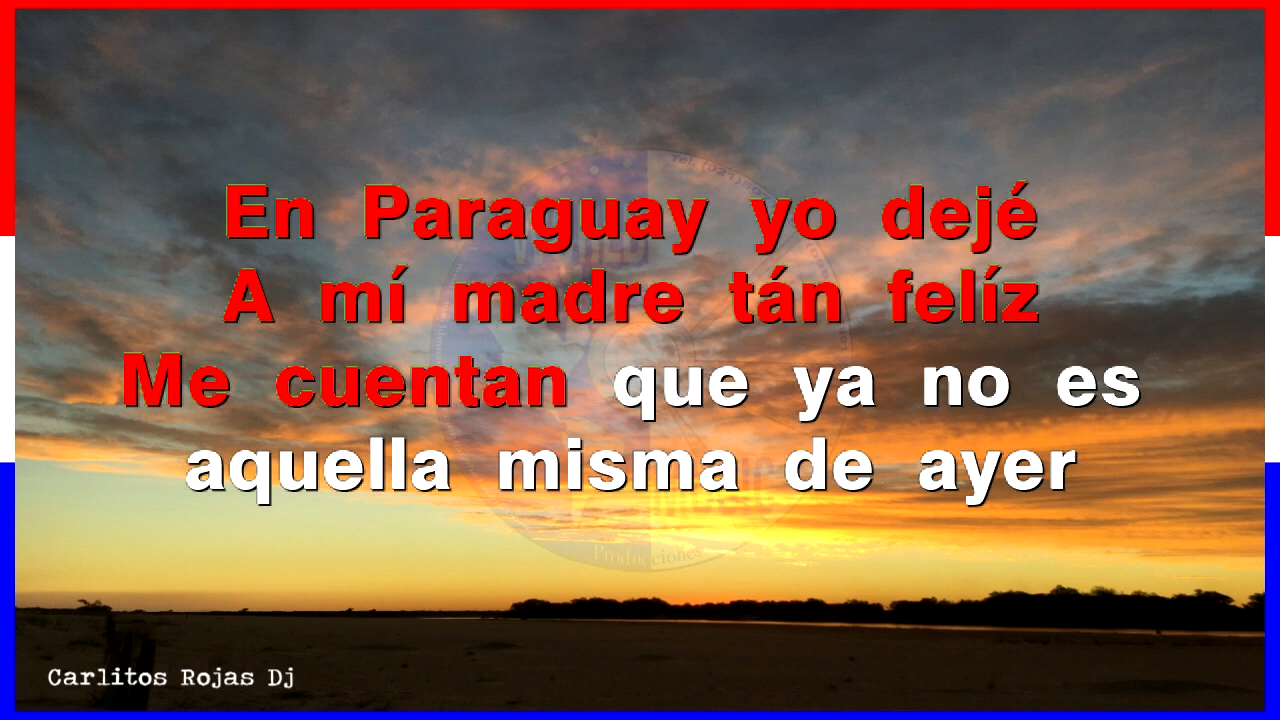 En Paraguay yo dejé
A mí madre tán felíz
Me cuentan que ya no es
aquella misma de ayer
Producciones
Carlitos Rojas Dj